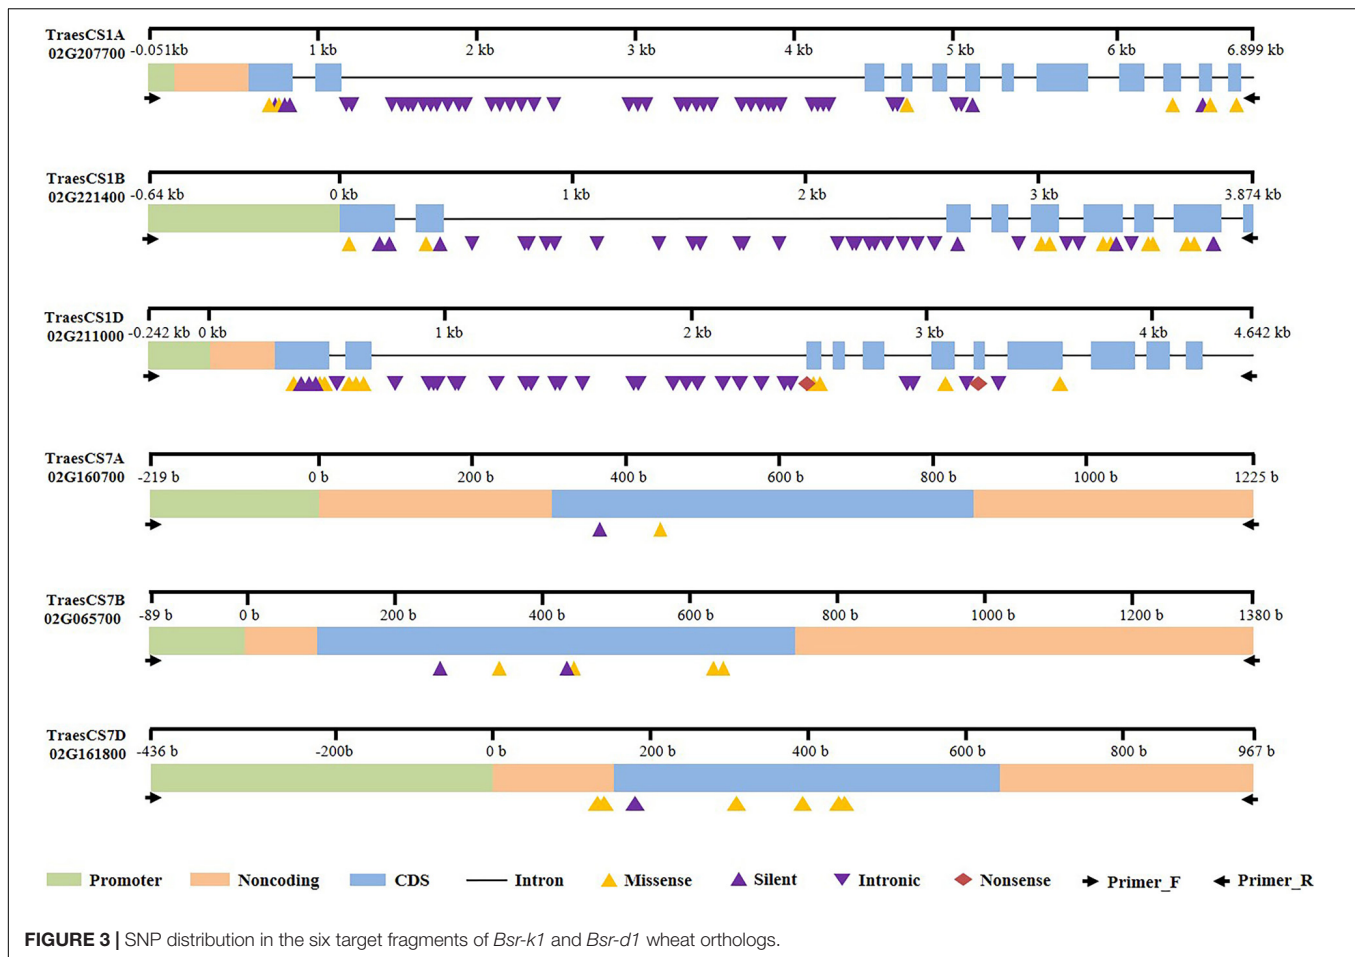 TraesCS1A
02G207700
-0.051kb 1 kb 2 kb 3 kb 4 kb 5 kb 6 kb 6.899 kb
TraesCS1B
02G221400
-0.64 kb 0 kb 1 kb 2 kb 3 kb 3.874 kb
TraesCS1D
02G211000
-0.242 kb 0 kb 1 kb 2 kb 3 kb 4 kb 4.642 kb
TraesCS7A
02G160700
-219 b 0 b 200 b 400 b 600 b 800 b 1000 b 1225 b
TraesCS7B
02G065700
-89 b 0 b 200 b 400 b 600 b 800 b 1000 b 1200 b 1380 b
TraesCS7D
02G161800
-436 b -200b 0 b 200 b 400 b 600 b 800 b 967 b
Promoter Noncoding CDS Intron Missense Silent Intronic Nonsense Primer_F Primer_R
FIGURE 3 | SNP distribution in the six target fragments of Bsr-k1 and Bsr-d1 wheat orthologs.